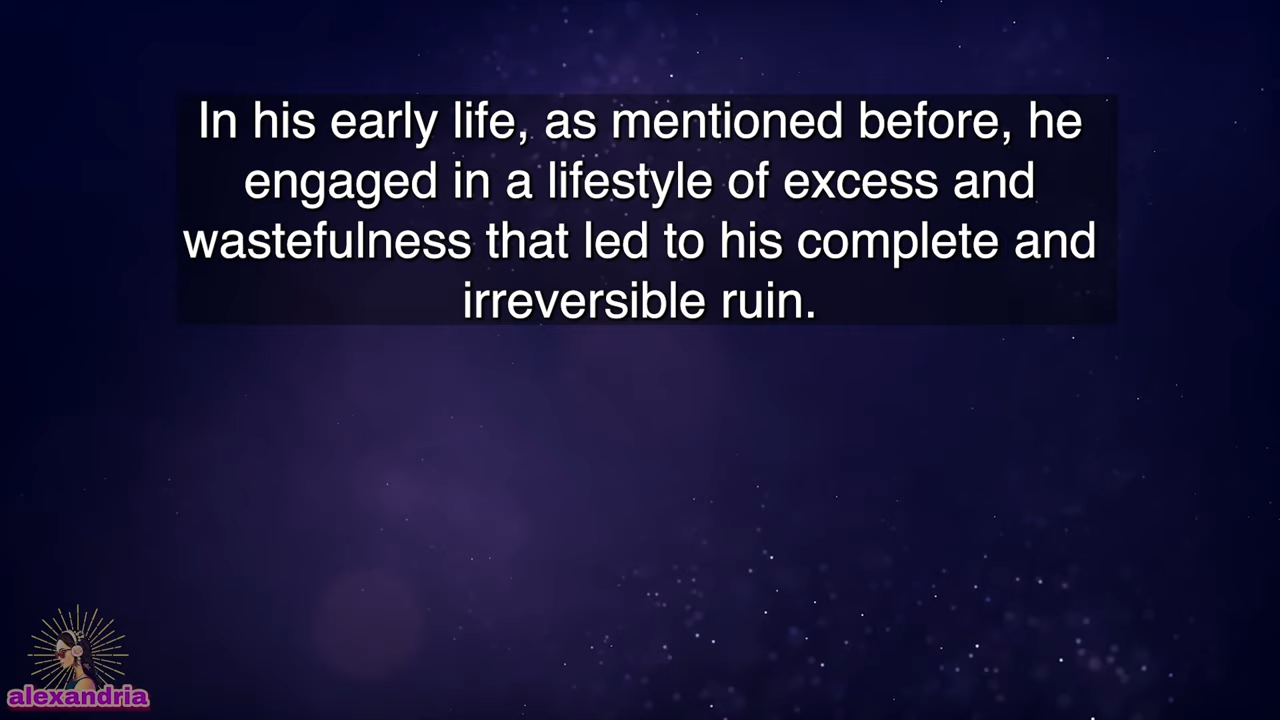 In his early life, as mentioned before, he
engaged in a lifestyle of excess and
wastefulness that led to his complete and
irreversible ruin.
alexandria